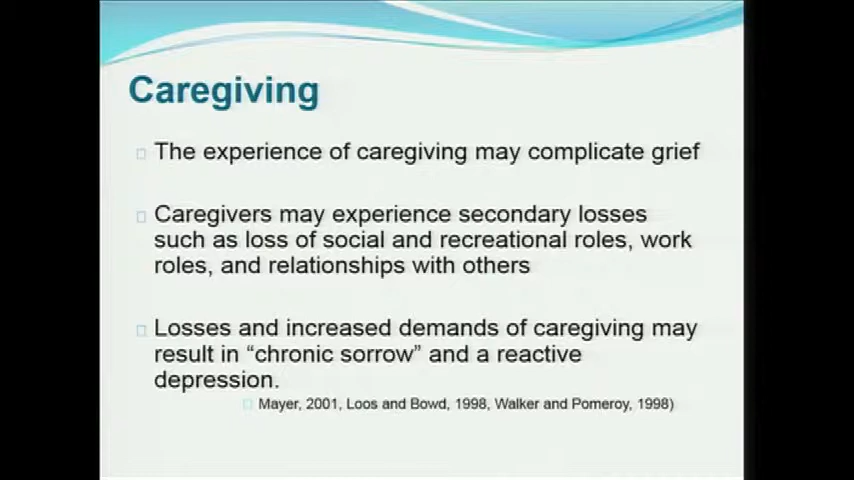 Caregiving
The experience of caregiving may complicate grief
Caregivers may experience secondary losses
such as loss of social and recreational roles, work
roles, and relationships with others
Losses and increased demands of caregiving may
result in “chronic sorrow” and a reactive
depression.
Mayer, 2001, Loos and Bowd, 1998, Walker and Pomeroy, 1998)